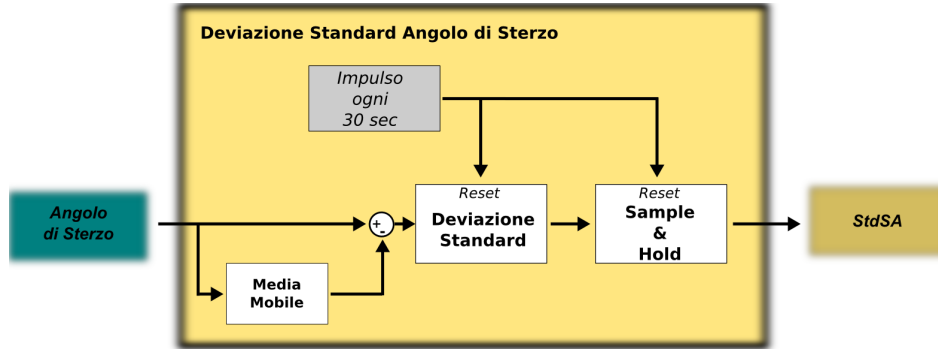 Deviazione Standard Angolo di Sterzo
Impulso
ogni
30 sec
Angolo
di Sterzo
+
-
Reset
Deviazione
Standard
Reset
Sample
&
Hold
StdSA
Media
Mobile